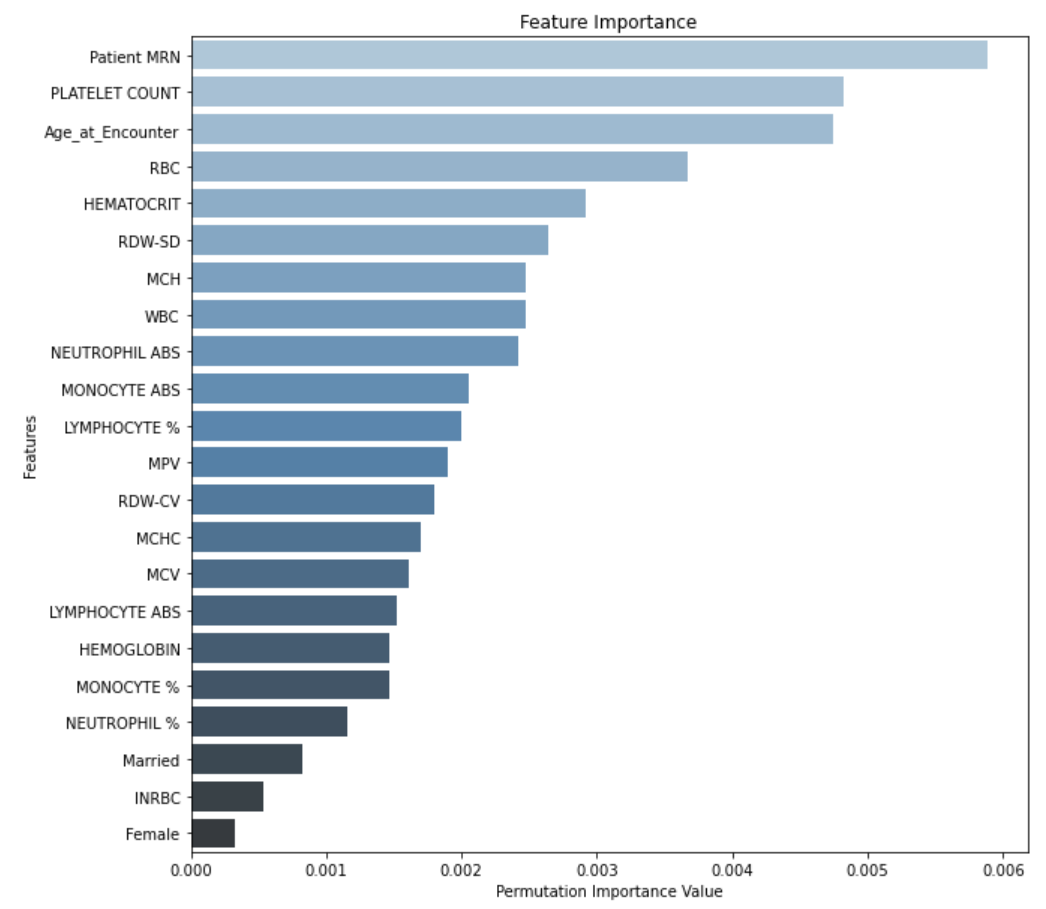 Feature Importance
Patient MRN
PLATELET COUNT
Age_at_Encounter
RBC
HEMATOCRIT
RDW-SD
MCH
WBC
NEUTROPHIL ABS
MONOCYTE ABS
LYMPHOCYTE %
MPV
RDW-CV
MCHC
MCV
LYMPHOCYTE ABS
HEMOGLOBIN
MONOCYTE %
NEUTROPHIL %
Married
INRBC
Female
Features
0.000 0.001 0.002 0.003 0.004 0.005 0.006
Permutation Importance Value